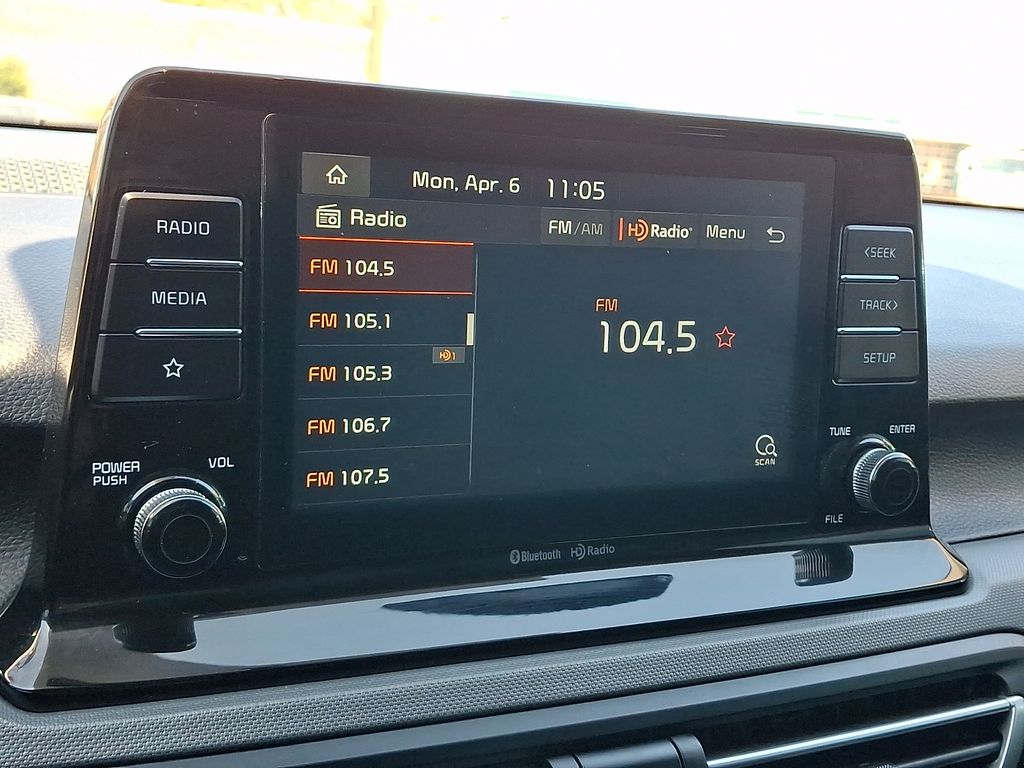 Mon, Apr. 6 11:05
Radio
FM/AM HD Radio Menu
FM 104.5
FM 105.1
HD 1
FM 105.3
FM 106.7
FM 107.5
FM
104.5
SCAN
RADIO
MEDIA
POWER
PUSH
VOL
<SEEK
TRACK>
SETUP
TUNE
ENTER
FILE
Bluetooth HD Radio